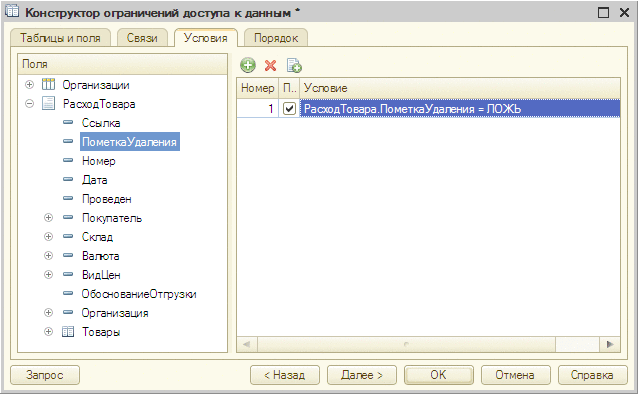 Конструктор ограничений доступа к данным *
Таблицы и поля Связи Условия Порядок
Поля
Организации
РасходТовара
Ссылка
ПометкаУдаления
Номер
Дата
Проведен
Покупатель
Склад
Валюта
ВидЦен
ОбоснованиеОтгрузки
Организация
Товары
Номер П.. Условие
1 РасходТовара.ПометкаУдаления = ЛОЖЬ
Запрос < Назад Далее > OK Отмена Справка